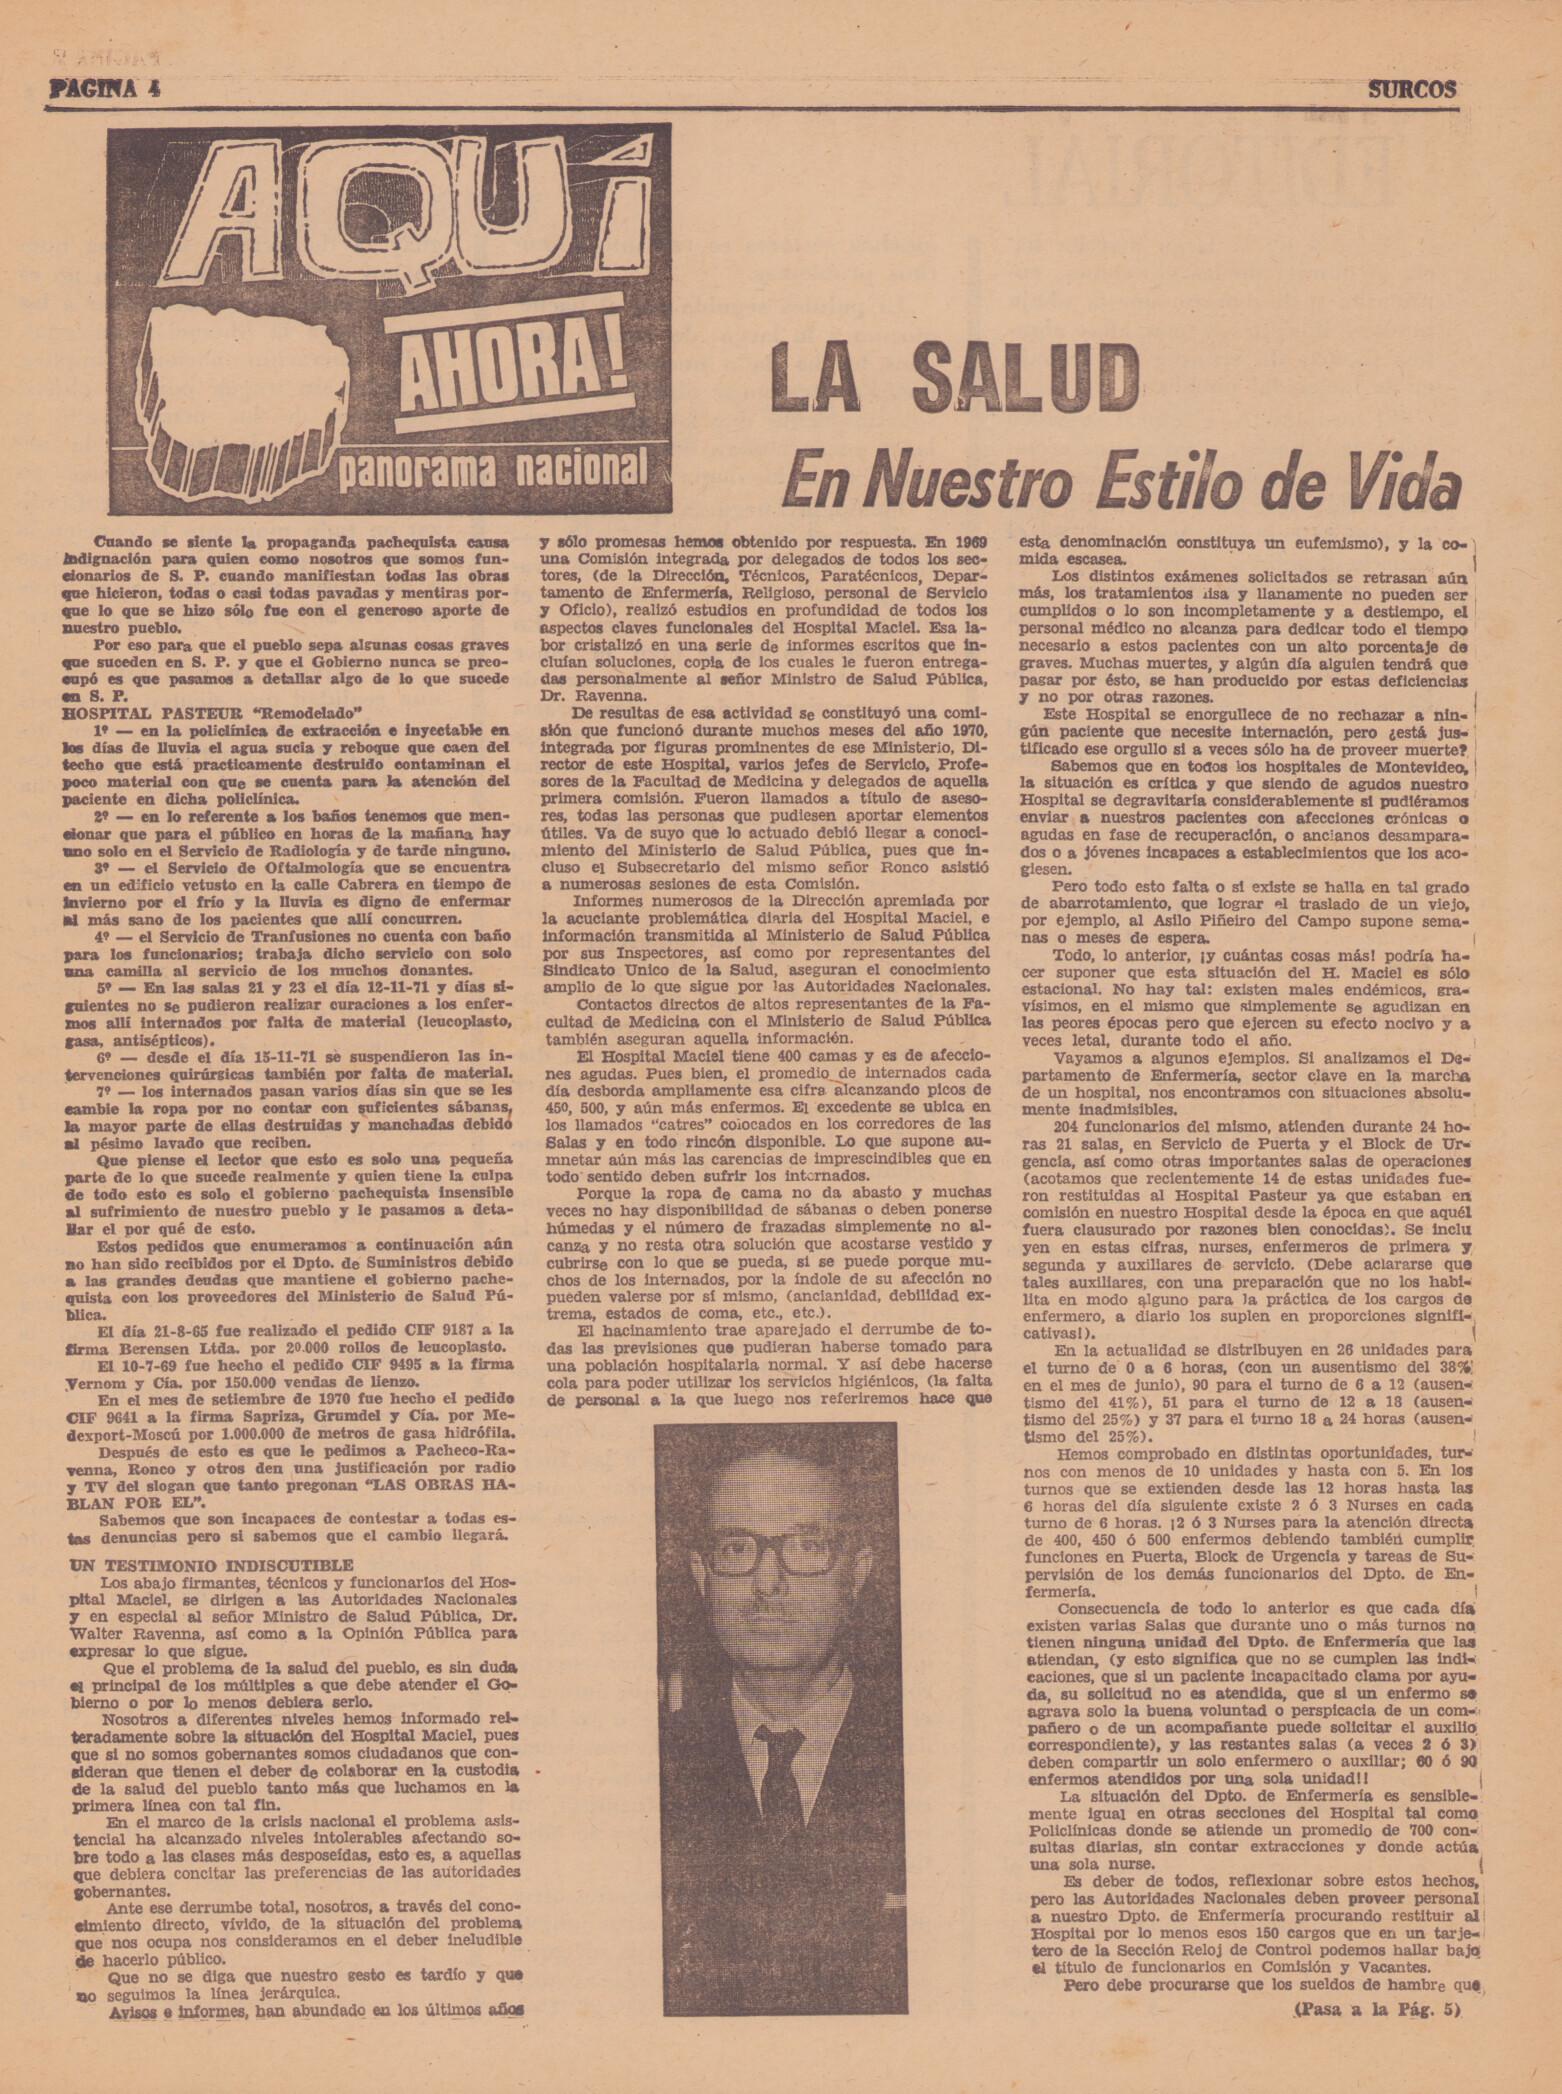 PAGINA 4
SURCOS
AQUÍ
AHORA!
panorama nacional
LA SALUD
En Nuestro Estilo de Vida
Cuando se siente la propaganda pachequista causa
indignación para quien como nosotros que somos fun-
cionarios de S. P. cuando manifiestan todas las obras
que hicieron, todas o casi todas pavadas y mentiras por-
que lo que se hizo sólo fue con el generoso aporte de
nuestro pueblo.
Por eso para que el pueblo sepa algunas cosas graves
que suceden en S. P. y que el Gobierno nunca se preo-
cupó es que pasamos a detallar algo de lo que sucede
en S. P.
HOSPITAL PASTEUR "Remodelado"
1º — en la policlínica de extracción e inyectable en
los días de lluvia el agua sucia y reboque que caen del
techo que está practicamente destruido contaminan el
poco material con que se cuenta para la atención del
paciente en dicha policlínica.
2º — en lo referente a los baños tenemos que men-
cionar que para el público en horas de la mañana hay
uno solo en el Servicio de Radiología y de tarde ninguno.
3º — el Servicio de Oftalmología que se encuentra
en un edificio vetusto en la calle Cabrera en tiempo de
invierno por el frío y la lluvia es digno de enfermar
al más sano de los pacientes que allí concurren.
4º — el Servicio de Tranfusiones no cuenta con baño
para los funcionarios; trabaja dicho servicio con solo
una camilla al servicio de los muchos donantes.
5º — En las salas 21 y 23 el día 12-11-71 y días si-
guientes no se pudieron realizar curaciones a los enfer-
mos allí internados por falta de material (leucoplasto,
gasa, antisépticos).
6º — desde el día 15-11-71 se suspendieron las in-
tervenciones quirúrgicas también por falta de material.
7º — los internados pasan varios días sin que se les
cambie la ropa por no contar con suficientes sábanas,
la mayor parte de ellas destruidas y manchadas debido
al pésimo lavado que reciben.
Que piense el lector que esto es solo una pequeña
parte de lo que sucede realmente y quien tiene la culpa
de todo esto es solo el gobierno pachequista insensible
al sufrimiento de nuestro pueblo y le pasamos a deta-
llar el por qué de esto.
Estos pedidos que enumeramos a continuación aún
no han sido recibidos por el Dpto. de Suministros debido
a las grandes deudas que mantiene el gobierno pache-
quista con los proveedores del Ministerio de Salud Pú-
blica.
El día 21-8-65 fue realizado el pedido CIF 9187 a la
firma Berensen Ltda. por 20.000 rollos de leucoplasto.
El 10-7-69 fue hecho el pedido CIF 9495 a la firma
Vernom y Cía. por 150.000 vendas de lienzo.
En el mes de setiembre de 1970 fue hecho el pedido
CIF 9641 a la firma Sapriza, Grumdel y Cía. por Me-
dexport-Moscú por 1.000.000 de metros de gasa hidrófila.
Después de esto es que le pedimos a Pacheco-Ra-
venna, Ronco y otros den una justificación por radio
y TV del slogan que tanto pregonan "LAS OBRAS HA-
BLAN POR EL".
Sabemos que son incapaces de contestar a todas es-
tas denuncias pero si sabemos que el cambio llegará.
UN TESTIMONIO INDISCUTIBLE
Los abajo firmantes, técnicos y funcionarios del Hos-
pital Maciel, se dirigen a las Autoridades Nacionales
y en especial al señor Ministro de Salud Pública, Dr.
Walter Ravenna, así como a la Opinión Pública para
expresar lo que sigue.
Que el problema de la salud del pueblo, es sin duda
el principal de los múltiples a que debe atender el Go-
bierno o por lo menos debiera serlo.
Nosotros a diferentes niveles hemos informado rei-
teradamente sobre la situación del Hospital Maciel, pues
que si no somos gobernantes somos ciudadanos que con-
sideran que tienen el deber de colaborar en la custodia
de la salud del pueblo tanto más que luchamos en la
primera línea con tal fin.
En el marco de la crisis nacional el problema asis-
tencial ha alcanzado niveles intolerables afectando so-
bre todo a las clases más desposeídas, esto es, a aquellas
que debiera concitar las preferencias de las autoridades
gobernantes.
Ante ese derrumbe total, nosotros, a través del cono-
cimiento directo, vívido, de la situación del problema
que nos ocupa nos consideramos en el deber ineludible
de hacerlo público.
Que no se diga que nuestro gesto es tardío y que
no seguimos la línea jerárquica.
Avisos e informes, han abundado en los últimos años
y sólo promesas hemos obtenido por respuesta. En 1969
una Comisión integrada por delegados de todos los sec-
tores, (de la Dirección, Técnicos, Paratécnicos, Depar-
tamento de Enfermería, Religioso, personal de Servicio
y Oficio), realizó estudios en profundidad de todos los
aspectos claves funcionales del Hospital Maciel. Esa la-
bor cristalizó en una serie de informes escritos que in-
cluían soluciones, copia de los cuales le fueron entrega-
das personalmente al señor Ministro de Salud Pública,
Dr. Ravenna.
De resultas de esa actividad se constituyó una comi-
sión que funcionó durante muchos meses del año 1970,
integrada por figuras prominentes de ese Ministerio, Di-
rector de este Hospital, varios jefes de Servicio, Profe-
sores de la Facultad de Medicina y delegados de aquella
primera comisión. Fueron llamados a título de aseso-
res, todas las personas que pudiesen aportar elementos
útiles. Va de suyo que lo actuado debió llegar a conoci-
miento del Ministerio de Salud Pública, pues que in-
cluso el Subsecretario del mismo señor Ronco asistió
a numerosas sesiones de esta Comisión.
Informes numerosos de la Dirección apremiada por
la acuciante problemática diaria del Hospital Maciel, e
información transmitida al Ministerio de Salud Pública
por sus Inspectores, así como por representantes del
Sindicato Unico de la Salud, aseguran el conocimiento
amplio de lo que sigue por las Autoridades Nacionales.
Contactos directos de altos representantes de la Fa-
cultad de Medicina con el Ministerio de Salud Pública
también aseguran aquella información.
El Hospital Maciel tiene 400 camas y es de afeccio-
nes agudas. Pues bien, el promedio de internados cada
día desborda ampliamente esa cifra alcanzando picos de
450, 500, y aún más enfermos. El excedente se ubica en
los llamados "catres" colocados en los corredores de las
Salas y en todo rincón disponible. Lo que supone au-
mnetar aún más las carencias de imprescindibles que en
todo sentido deben sufrir los internados.
Porque la ropa de cama no da abasto y muchas
veces no hay disponibilidad de sábanas o deben ponerse
húmedas y el número de frazadas simplemente no al-
canza y no resta otra solución que acostarse vestido y
cubrirse con lo que se pueda, si se puede porque mu-
chos de los internados, por la índole de su afección no
pueden valerse por sí mismo, (ancianidad, debilidad ex-
trema, estados de coma, etc., etc.).
El hacinamiento trae aparejado el derrumbe de to-
das las previsiones que pudieran haberse tomado para
una población hospitalaria normal. Y así debe hacerse
cola para poder utilizar los servicios higiénicos, (la falta
de personal a la que luego nos referiremos hace que
esta denominación constituya un eufemismo), y la co-
mida escasea.
Los distintos exámenes solicitados se retrasan aún
más, los tratamientos lisa y llanamente no pueden ser
cumplidos o lo son incompletamente y a destiempo, el
personal médico no alcanza para dedicar todo el tiempo
necesario a estos pacientes con un alto porcentaje de
graves. Muchas muertes, y algún día alguien tendrá que
pagar por ésto, se han producido por estas deficiencias
y no por otras razones.
Este Hospital se enorgullece de no rechazar a nin-
gún paciente que necesite internación, pero ¿está jus-
tificado ese orgullo si a veces sólo ha de proveer muerte?
Sabemos que en todos los hospitales de Montevideo,
la situación es crítica y que siendo de agudos nuestro
Hospital se degravitaría considerablemente si pudiéramos
enviar a nuestros pacientes con afecciones crónicas o
agudas en fase de recuperación, o ancianos desampara-
dos o a jóvenes incapaces a establecimientos que los aco-
giesen.
Pero todo esto falta o si existe se halla en tal grado
de abarrotamiento, que lograr el traslado de un viejo,
por ejemplo, al Asilo Piñeiro del Campo supone sema-
nas o meses de espera.
Todo, lo anterior, ¡y cuántas cosas más! podría ha-
cer suponer que esta situación del H. Maciel es sólo
estacional. No hay tal: existen males endémicos, gra-
vísimos, en el mismo que simplemente se agudizan en
las peores épocas pero que ejercen su efecto nocivo y a
veces letal, durante todo el año.
Vayamos a algunos ejemplos. Si analizamos el De-
partamento de Enfermería, sector clave en la marcha
de un hospital, nos encontramos con situaciones absolu-
mente inadmisibles.
204 funcionarios del mismo, atienden durante 24 ho-
ras 21 salas, en Servicio de Puerta y el Block de Ur-
gencia, así como otras importantes salas de operaciones
(acotamos que recientemente 14 de estas unidades fue-
ron restituidas al Hospital Pasteur ya que estaban en
comisión en nuestro Hospital desde la época en que aquél
fuera clausurado por razones bien conocidas). Se inclu
yen en estas cifras, nurses, enfermeros de primera y
segunda y auxiliares de servicio. (Debe aclararse que
tales auxiliares, con una preparación que no los habi-
lita en modo alguno para la práctica de los cargos de
enfermero, a diario los suplen en proporciones signifi-
cativas!).
En la actualidad se distribuyen en 26 unidades para
el turno de 0 a 6 horas, (con un ausentismo del 38%
en el mes de junio), 90 para el turno de 6 a 12 (ausen-
tismo del 41%), 51 para el turno de 12 a 18 (ausen-
tismo del 25%) y 37 para el turno 18 a 24 horas (ausen-
tismo del 25%).
Hemos comprobado en distintas oportunidades, tur-
nos con menos de 10 unidades y hasta con 5. En los
turnos que se extienden desde las 12 horas hasta las
6 horas del día siguiente existe 2 ó 3 Nurses en cada
turno de 6 horas. ¡2 ó 3 Nurses para la atención directa
de 400, 450 ó 500 enfermos debiendo también cumplir
funciones en Puerta, Block de Urgencia y tareas de Su-
pervisión de los demás funcionarios del Dpto. de En-
fermería.
Consecuencia de todo lo anterior es que cada día
existen varias Salas que durante uno o más turnos no
tienen ninguna unidad del Dpto. de Enfermería que las
atiendan, (y esto significa que no se cumplen las indi-
caciones, que si un paciente incapacitado clama por ayu-
da, su solicitud no es atendida, que si un enfermo se
agrava solo la buena voluntad o perspicacia de un com-
pañero o de un acompañante puede solicitar el auxilio
correspondiente), y las restantes salas (a veces 2 ó 3)
deben compartir un solo enfermero o auxiliar; 60 ó 90
enfermos atendidos por una sola unidad!!
La situación del Dpto. de Enfermería es sensible-
mente igual en otras secciones del Hospital tal como
Policlínicas donde se atiende un promedio de 700 con-
sultas diarias, sin contar extracciones y donde actúa
una sola nurse.
Es deber de todos, reflexionar sobre estos hechos,
pero las Autoridades Nacionales deben proveer personal
a nuestro Dpto. de Enfermería procurando restituir al
Hospital por lo menos esos 150 cargos que en un tarje-
tero de la Sección Reloj de Control podemos hallar bajo
el título de funcionarios en Comisión y Vacantes.
Pero debe procurarse que los sueldos de hambre que
(Pasa a la Pág. 5)